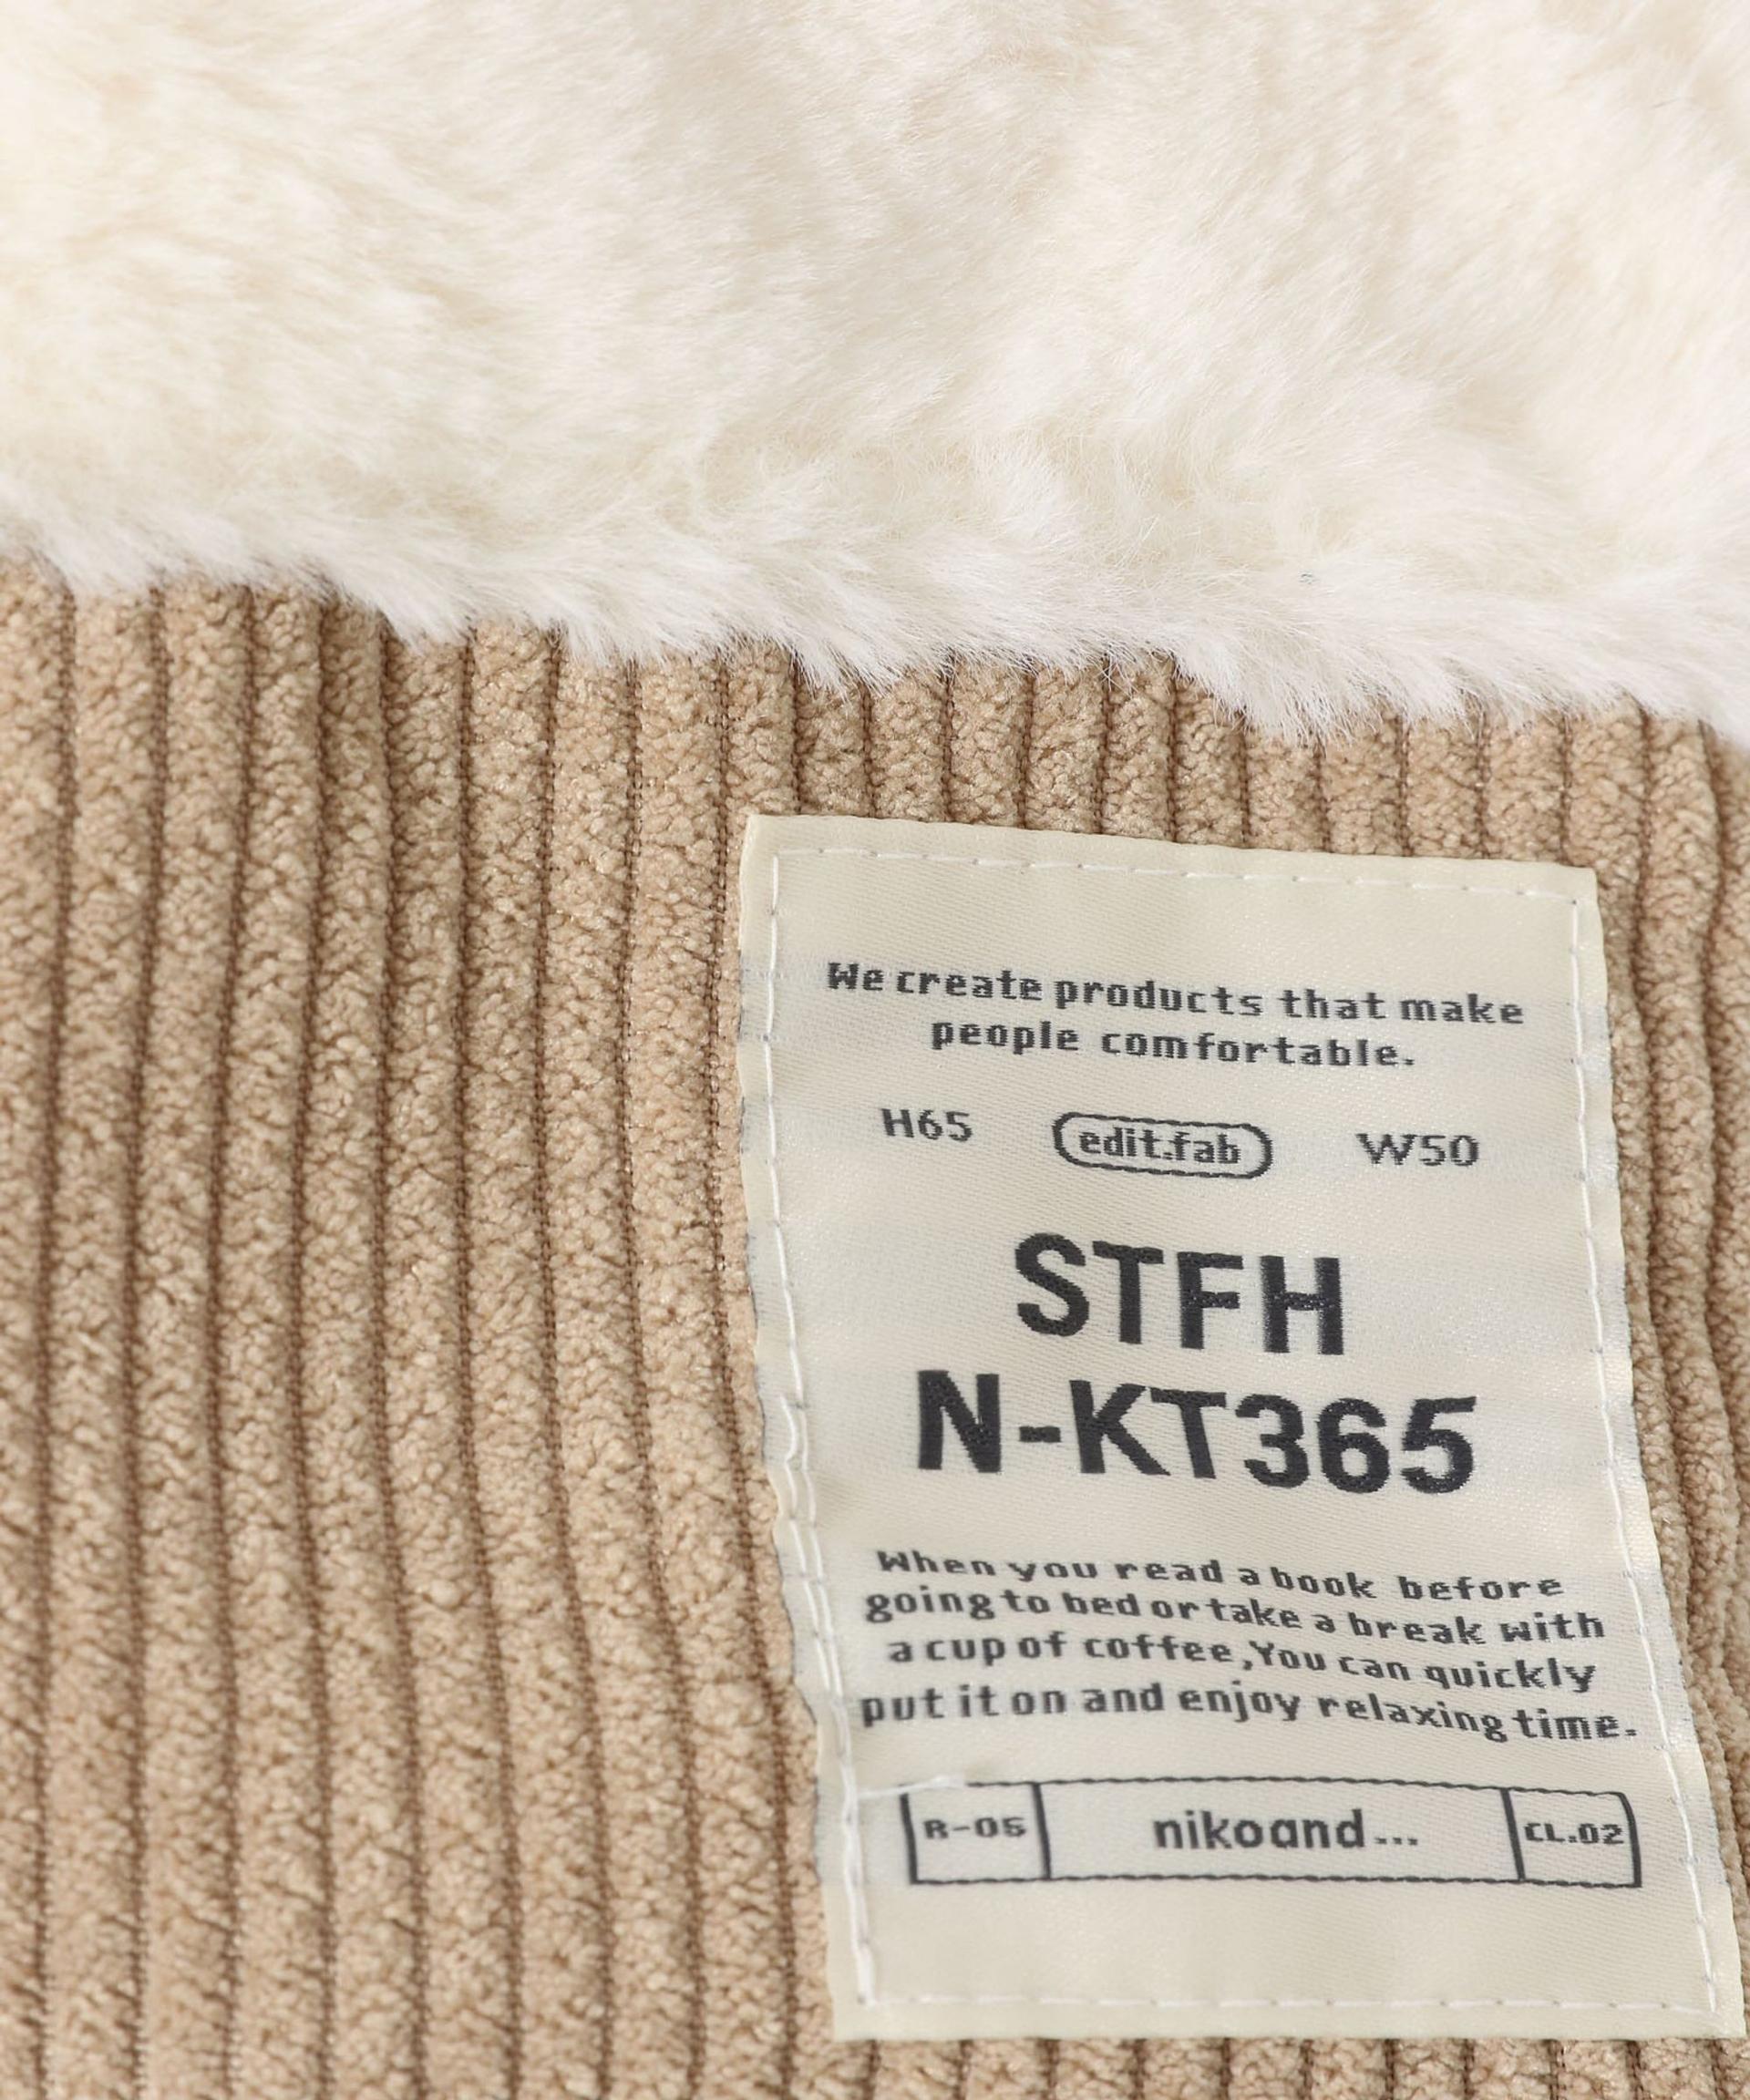 We create products that make
people comfortable.
H65 edit.fab W50
STFH
N-KT365
When you read a book before
going to bed or take a break with
a cup of coffee,You can quickly
put it on and enjoy relaxing time.
R-05 nikoand... CL.02